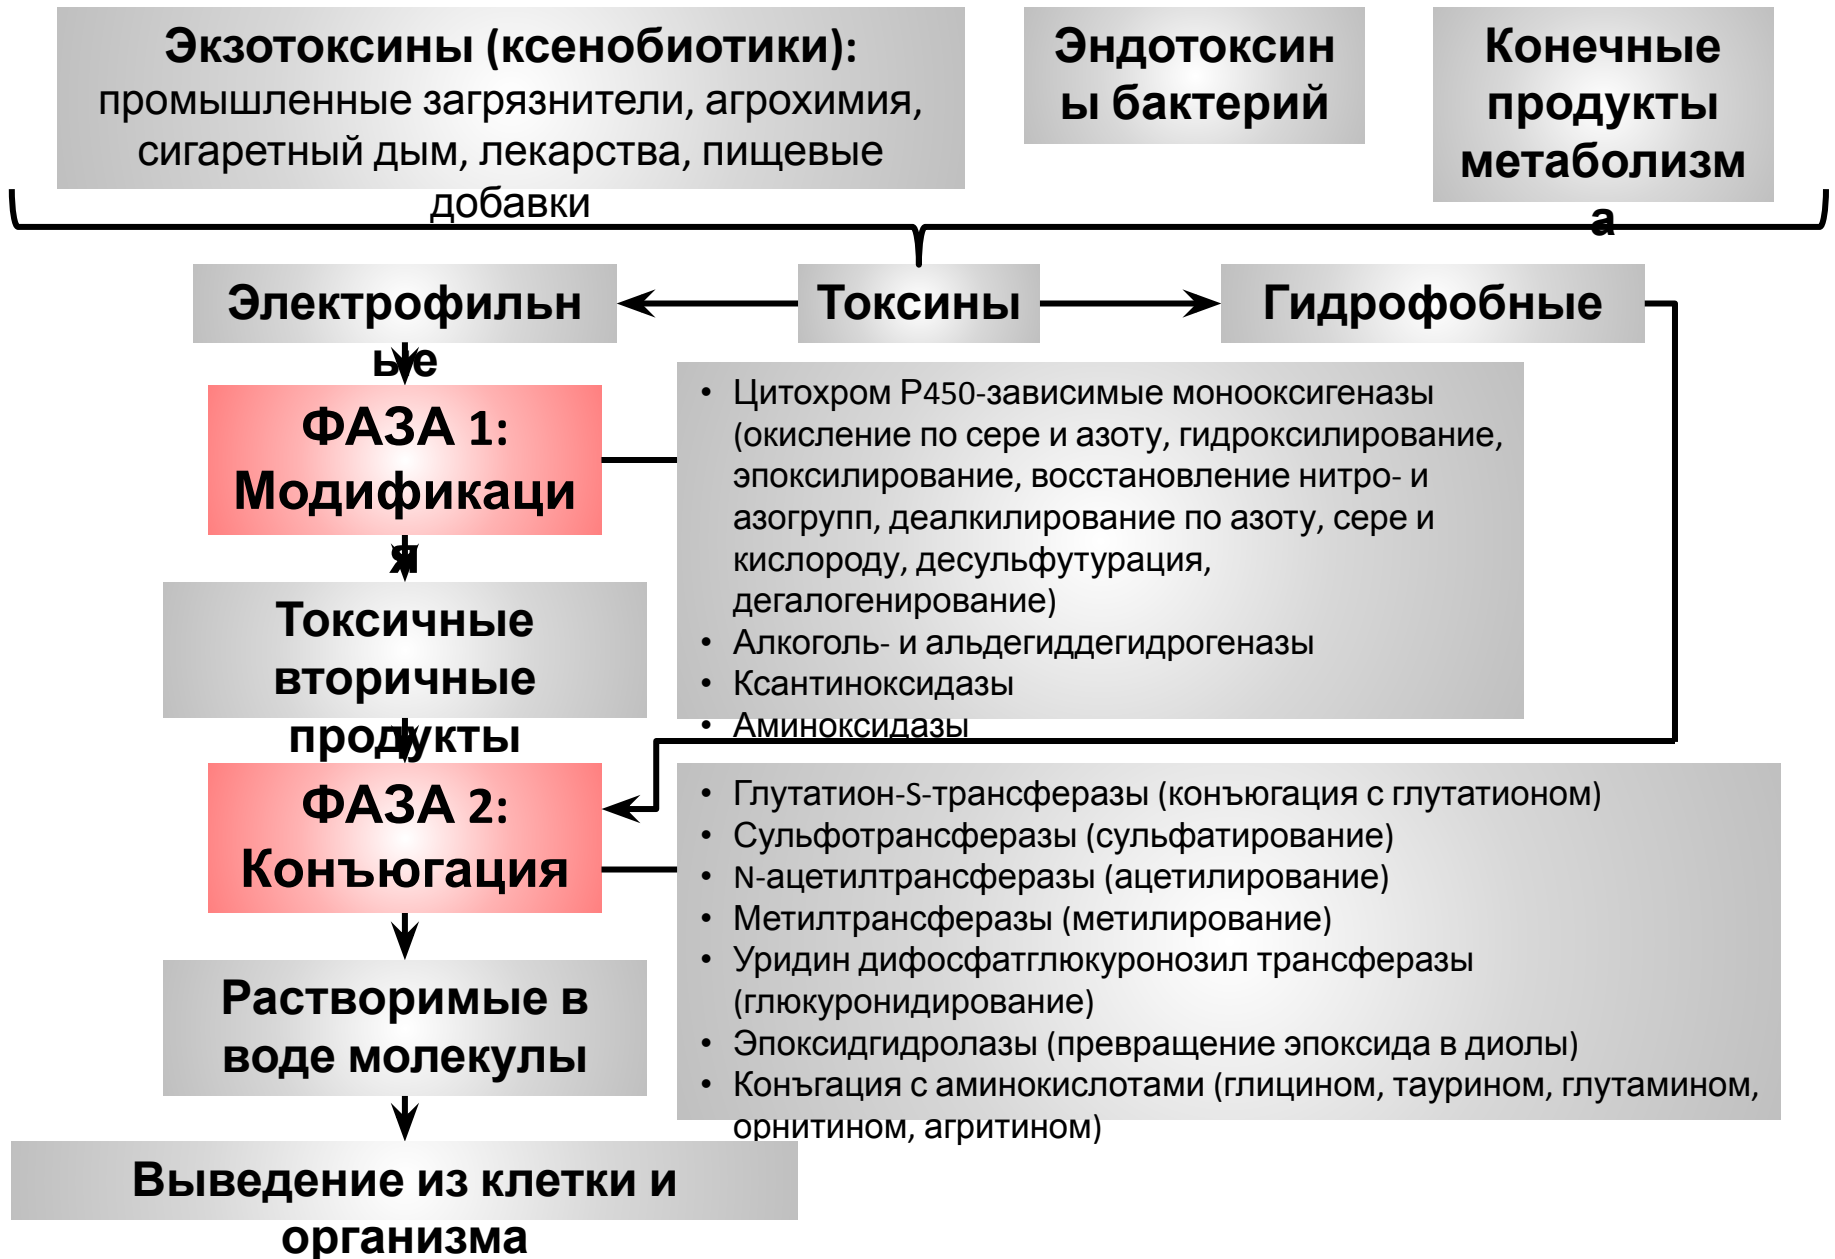 Экзотоксины (ксенобиотики):
промышленные загрязнители, агрохимия,
сигаретный дым, лекарства, пищевые
добавки
Эндотоксин
ы бактерий
Конечные
продукты
метаболизм
а
Электрофильн
ые
Токсины
Гидрофобные
ФАЗА 1:
Модификаци
я
• Цитохром Р450-зависимые монооксигеназы
(окисление по сере и азоту, гидроксилирование,
эпоксилирование, восстановление нитро- и
азогрупп, деалкилирование по азоту, сере и
кислороду, десульфутурация,
дегалогенирование)
• Алкоголь- и альдегиддегидрогеназы
• Ксантиноксидазы
• Аминоксидазы
Токсичные
вторичные
продукты
ФАЗА 2:
Конъюгация
• Глутатион-S-трансферазы (конъюгация с глутатионом)
• Сульфотрансферазы (сульфатирование)
• N-ацетилтрансферазы (ацетилирование)
• Метилтрансферазы (метилирование)
• Уридин дифосфатглюкуронозил трансферазы
(глюкуронидирование)
• Эпоксидгидролазы (превращение эпоксида в диолы)
• Конъгация с аминокислотами (глицином, таурином, глутамином,
орнитином, агритином)
Растворимые в
воде молекулы
Выведение из клетки и
организма